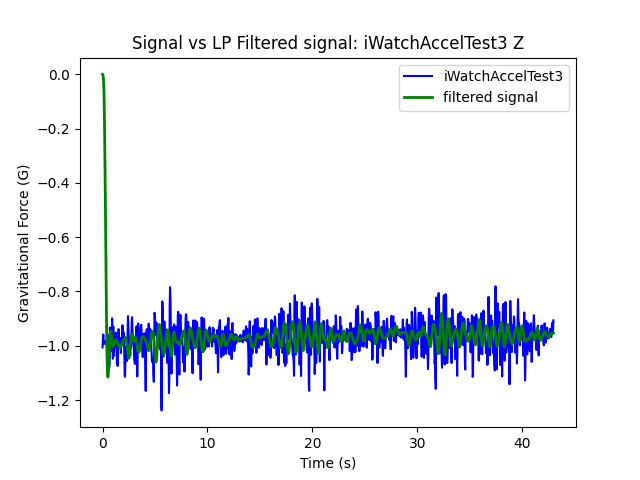 Signal vs LP Filtered signal: iWatchAccelTest3 Z
iWatchAccelTest3
filtered signal
Gravitational Force (G)
0.0
−0.2
−0.4
−0.6
−0.8
−1.0
−1.2
0 10 20 30 40
Time (s)